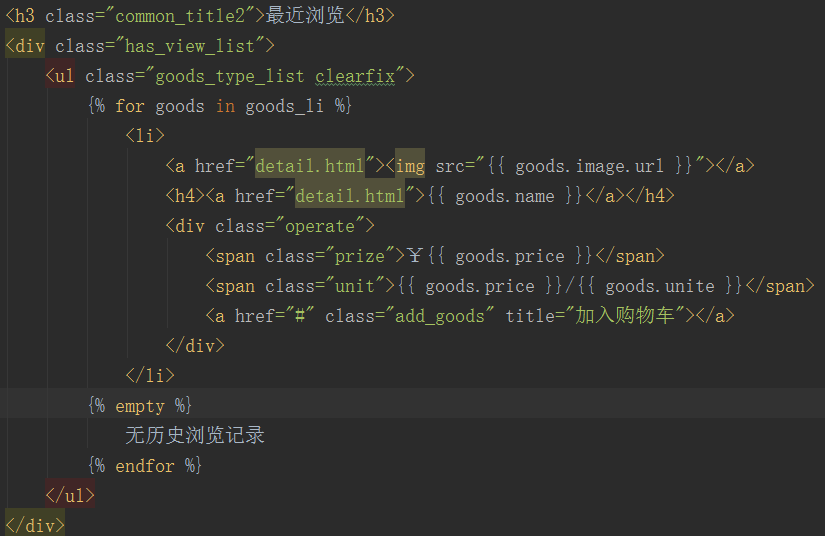 <h3 class="common_title2">最近浏览</h3>
<div class="has_view_list">
<ul class="goods_type_list clearfix">
{% for goods in goods_li %}
<li>
<a href="detail.html"><img src="{{ goods.image.url }}"></a>
<h4><a href="detail.html">{{ goods.name }}</a></h4>
<div class="operate">
<span class="prize">￥{{ goods.price }}</span>
<span class="unit">{{ goods.price }}/{{ goods.unite }}</span>
<a href="#" class="add_goods" title="加入购物车"></a>
</div>
</li>
{% empty %}
无历史浏览记录
{% endfor %}
</ul>
</div>